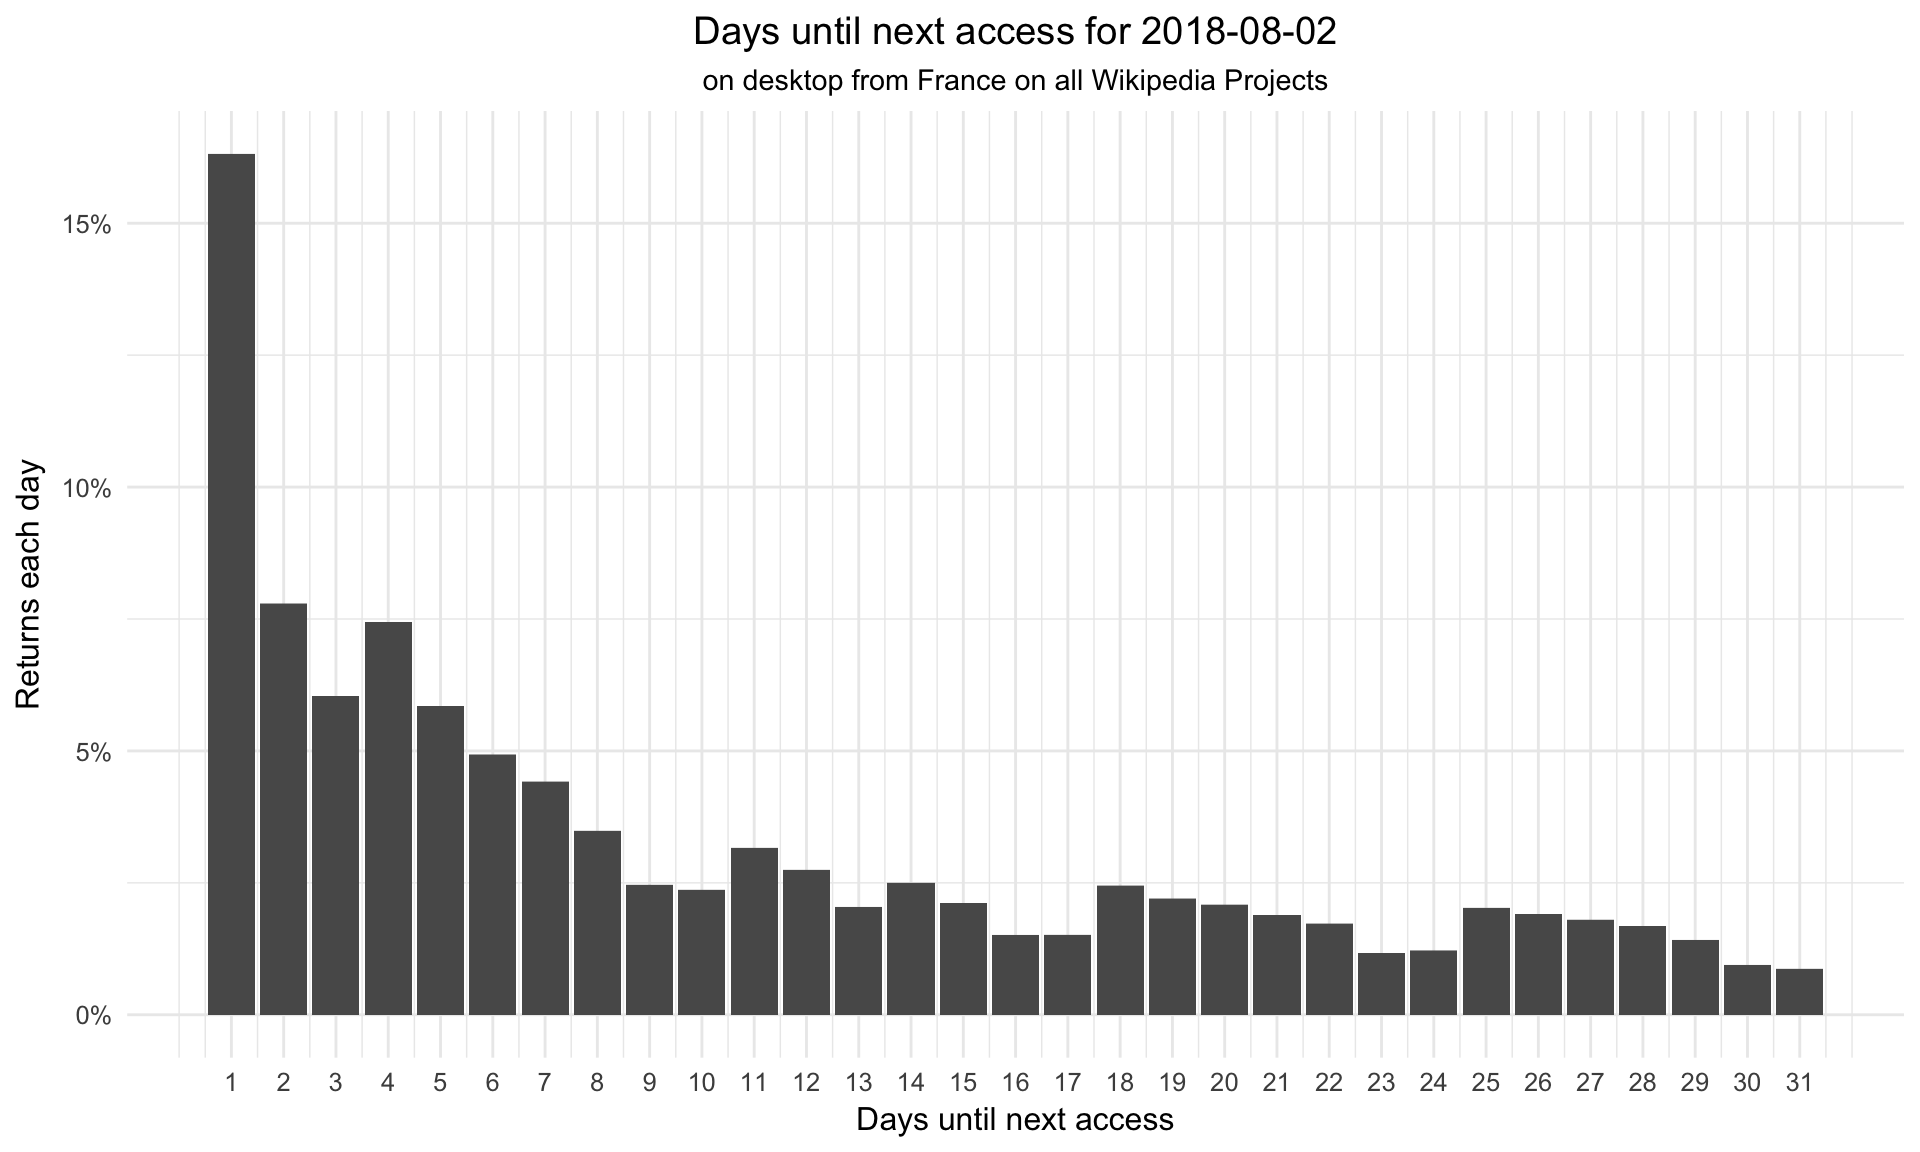 Days until next access for 2018-08-02
on desktop from France on all Wikipedia Projects
Returns each day
15%
10%
5%
0%
1 2 3 4 5 6 7 8 9 10 11 12 13 14 15 16 17 18 19 20 21 22 23 24 25 26 27 28 29 30 31
Days until next access